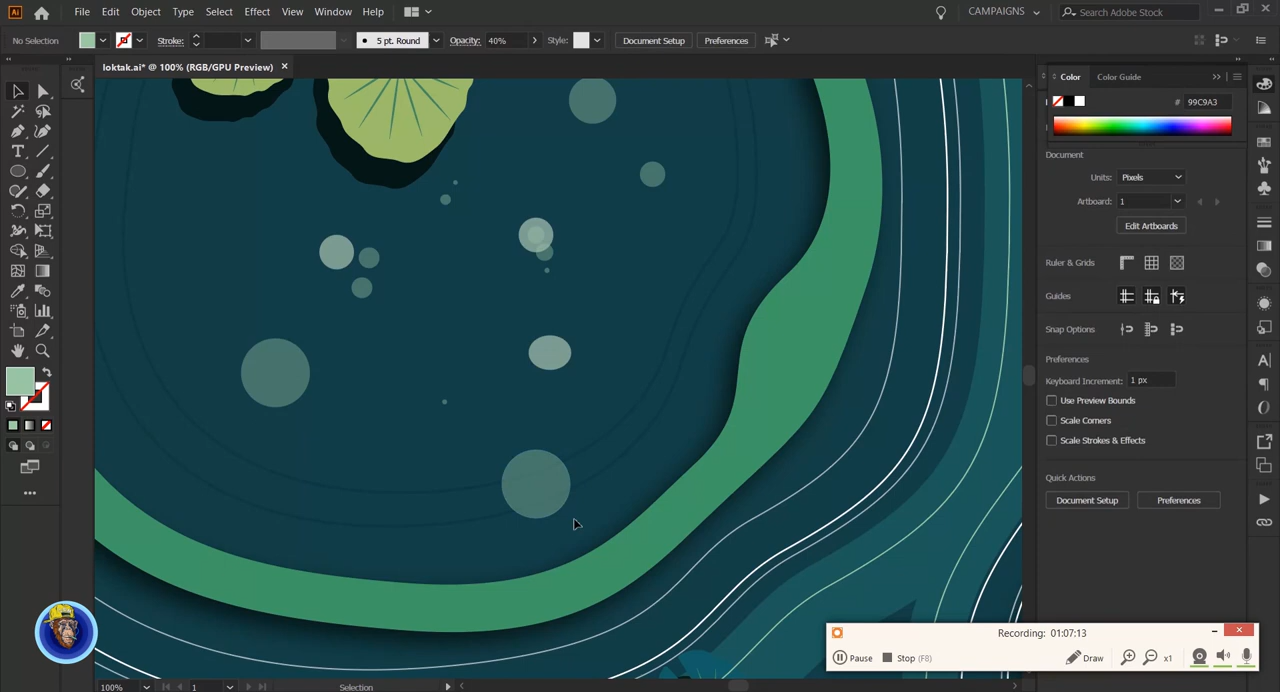 Ai File Edit Object Type Select Effect View Window Help CAMPAIGNS Search Adobe Stock
No Selection Stroke: 5 pt. Round Opacity: 40% Style: Document Setup Preferences
loktak.ai* @ 100% (RGB/GPU Preview)
Color Color Guide
# 99C9A3
Document
Units: Pixels
Artboard: 1
Edit Artboards
Ruler & Grids
Guides
Snap Options
Preferences
Keyboard Increment: 1 px
Use Preview Bounds
Scale Corners
Scale Strokes & Effects
Quick Actions
Document Setup Preferences
Recording: 01:07:13
Pause Stop (F8) Draw x1
100% 1 Selection